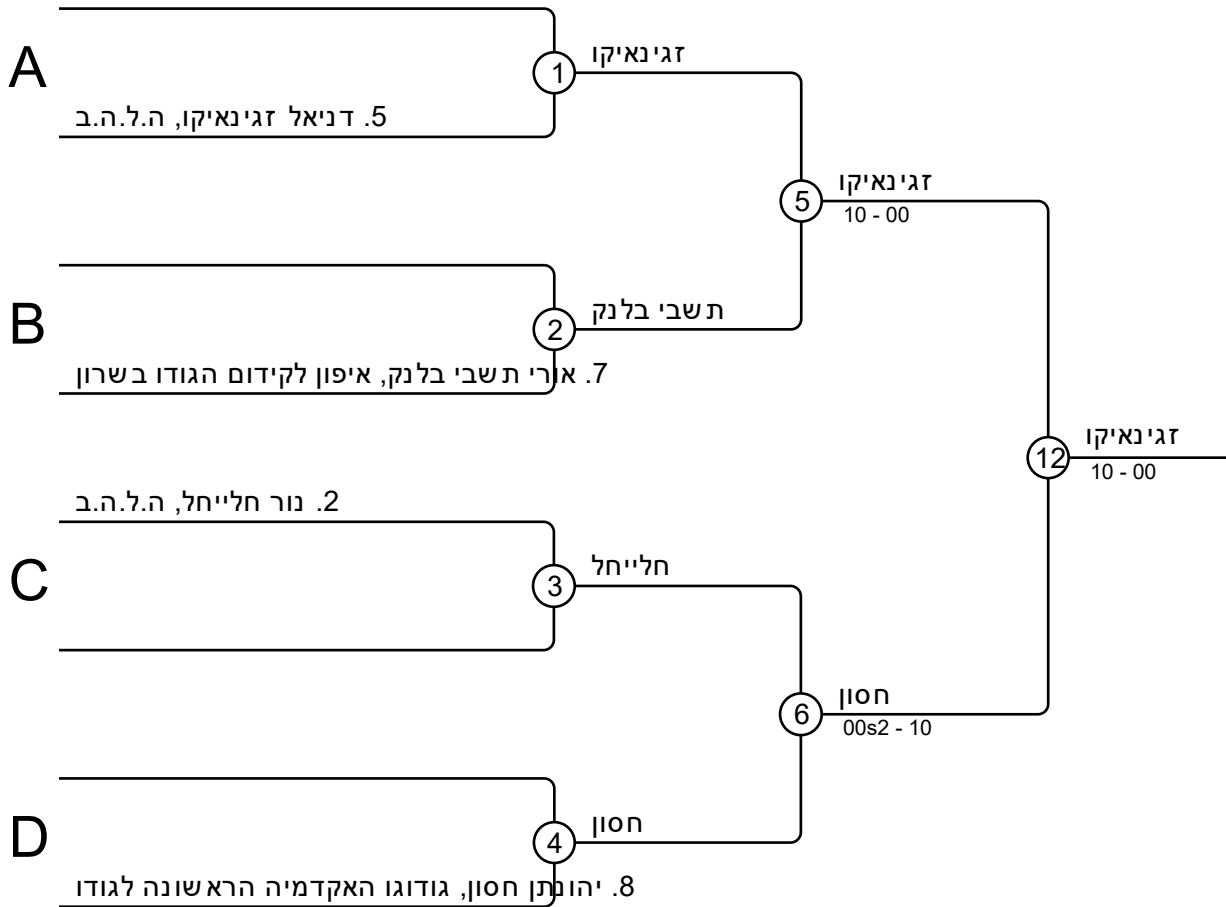 A
1
זגינאיקו
5. דניאל זגינאיקו, ה.ל.ה.ב
5
זגינאיקו
10 - 00
B
2
תשבי בלנק
7. אורי תשבי בלנק, איפון לקידום הגודו בשרון
12
זגינאיקו
10 - 00
2. נור חלייחל, ה.ל.ה.ב
C
3
חלייחל
6
חסון
00s2 - 10
D
4
חסון
8. יהונתן חסון, גודוגו האקדמיה הראשונה לגודו